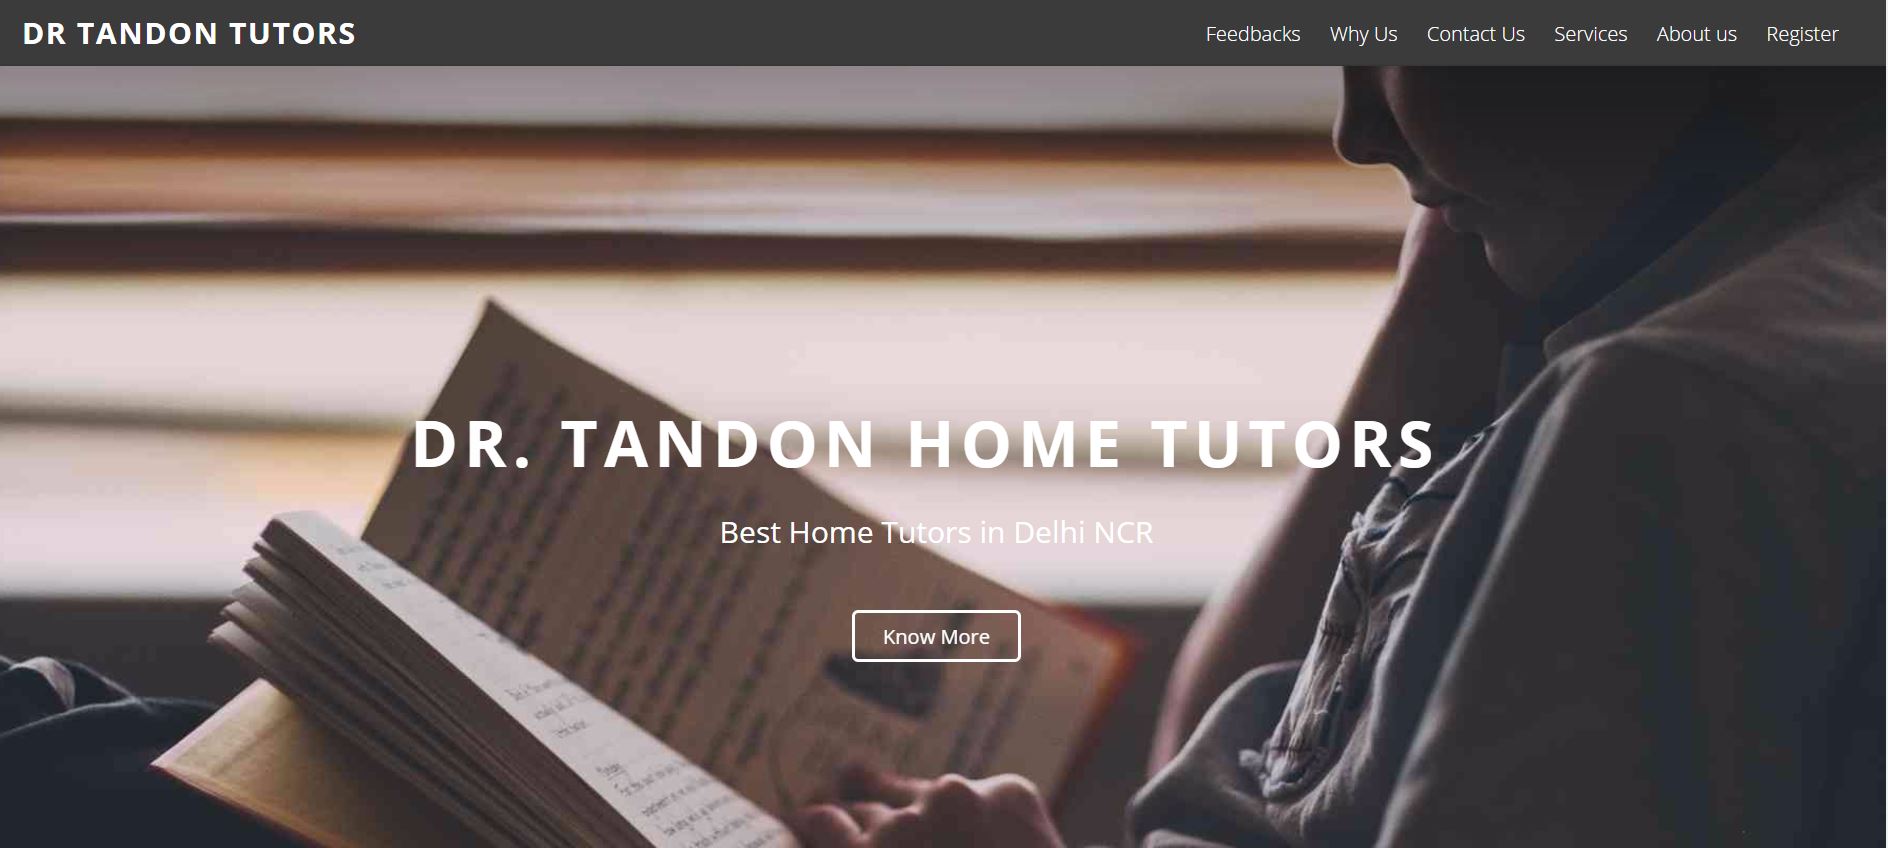 DR TANDON TUTORS
Feedbacks Why Us Contact Us Services About us Register
DR. TANDON HOME TUTORS
Best Home Tutors in Delhi NCR
Know More